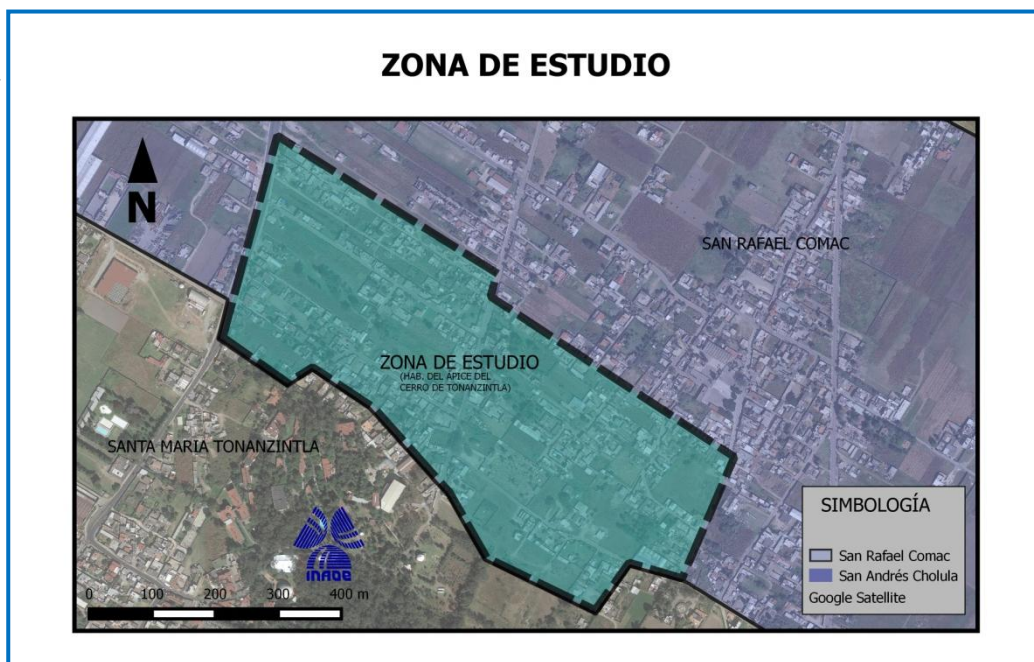 ZONA DE ESTUDIO
N
SAN RAFAEL COMAC
ZONA DE ESTUDIO
(HAB. DEL ÁPICE DEL
CERRO DE TONANZINTLA)
SANTA MARIA TONANZINTLA
INAOE
0 100 200 300 400 m
SIMBOLOGÍA
San Rafael Comac
San Andrés Cholula
Google Satellite